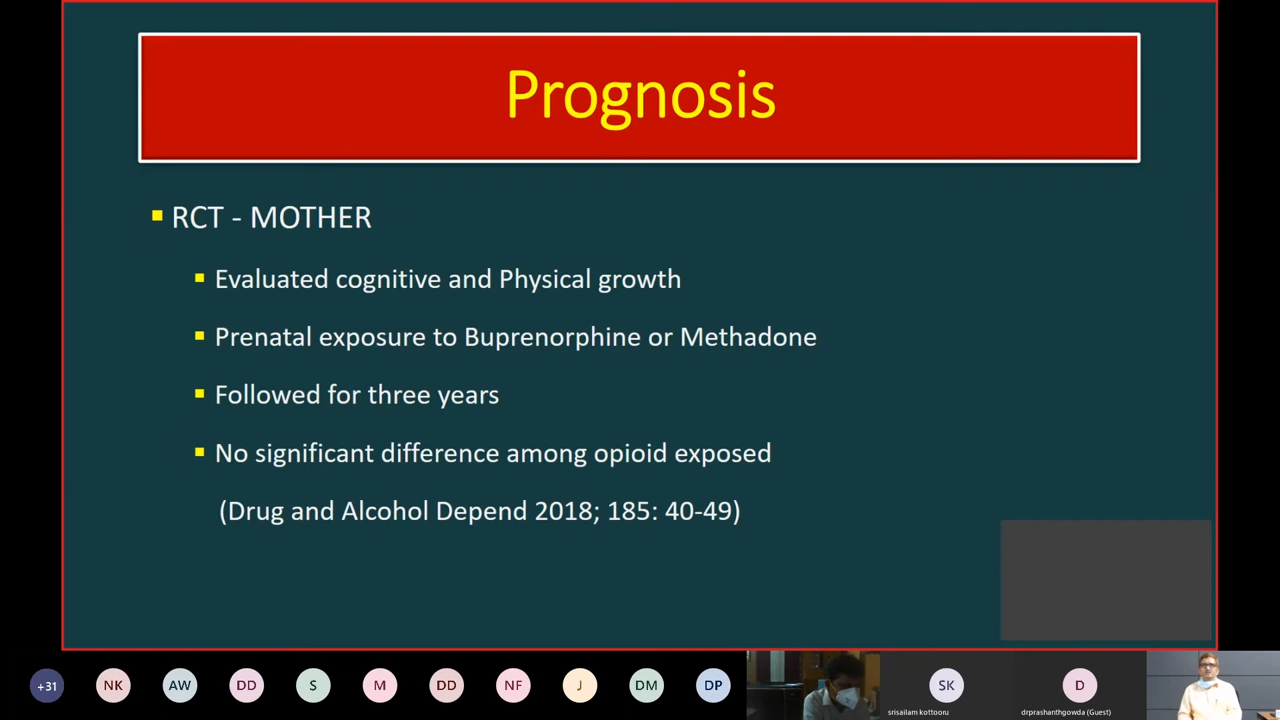 Prognosis
RCT - MOTHER
Evaluated cognitive and Physical growth
Prenatal exposure to Buprenorphine or Methadone
Followed for three years
No significant difference among opioid exposed
(Drug and Alcohol Depend 2018; 185: 40-49)
+31 NK AW DD S M DD NF J DM DP SK D
srisailam kottooru drprashanthgowda (Guest)